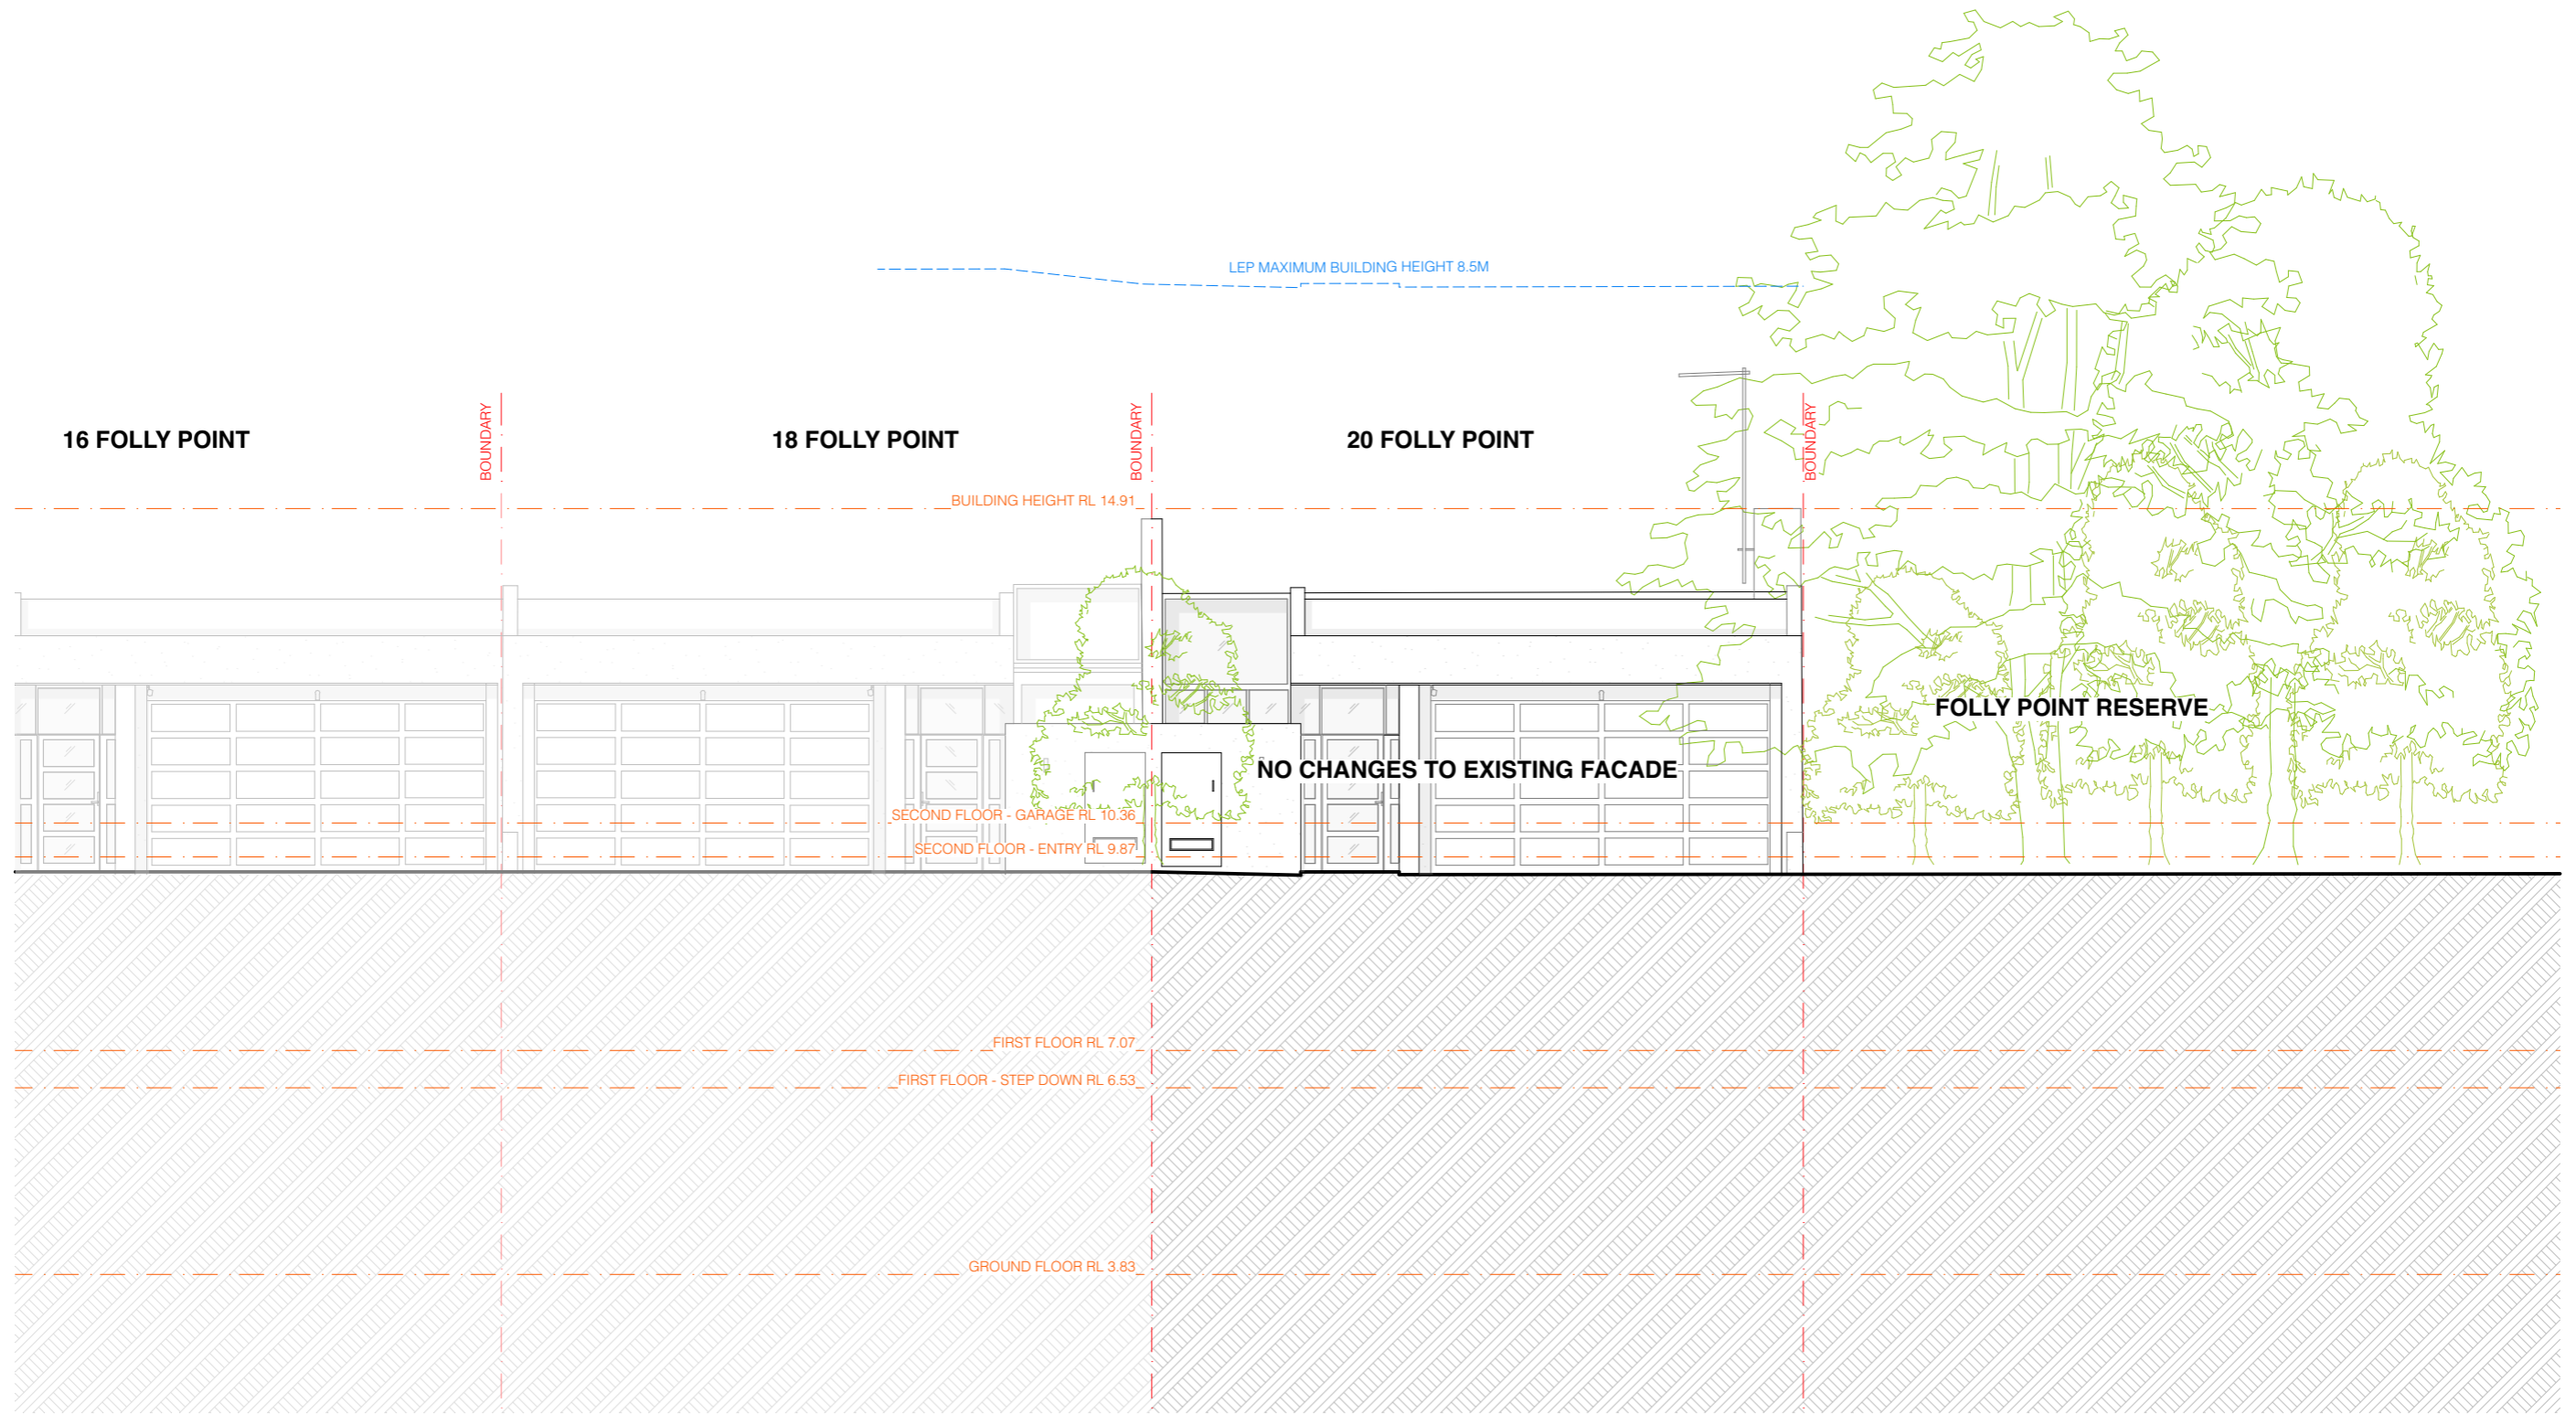 LEP MAXIMUM BUILDING HEIGHT 8.5M
BOUNDARY
BOUNDARY
BOUNDARY
16 FOLLY POINT
18 FOLLY POINT
20 FOLLY POINT
BUILDING HEIGHT RL 14.91
FOLLY POINT RESERVE
NO CHANGES TO EXISTING FACADE
SECOND FLOOR - GARAGE RL 10.36
SECOND FLOOR - ENTRY RL 9.87
FIRST FLOOR RL 7.07
FIRST FLOOR - STEP DOWN RL 6.53
GROUND FLOOR RL 3.83